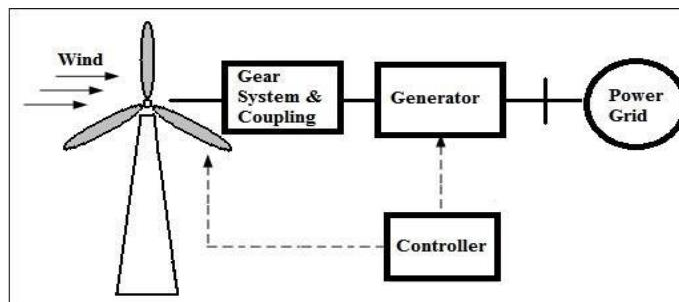 Wind
Gear
System &
Coupling
Generator
Power
Grid
Controller